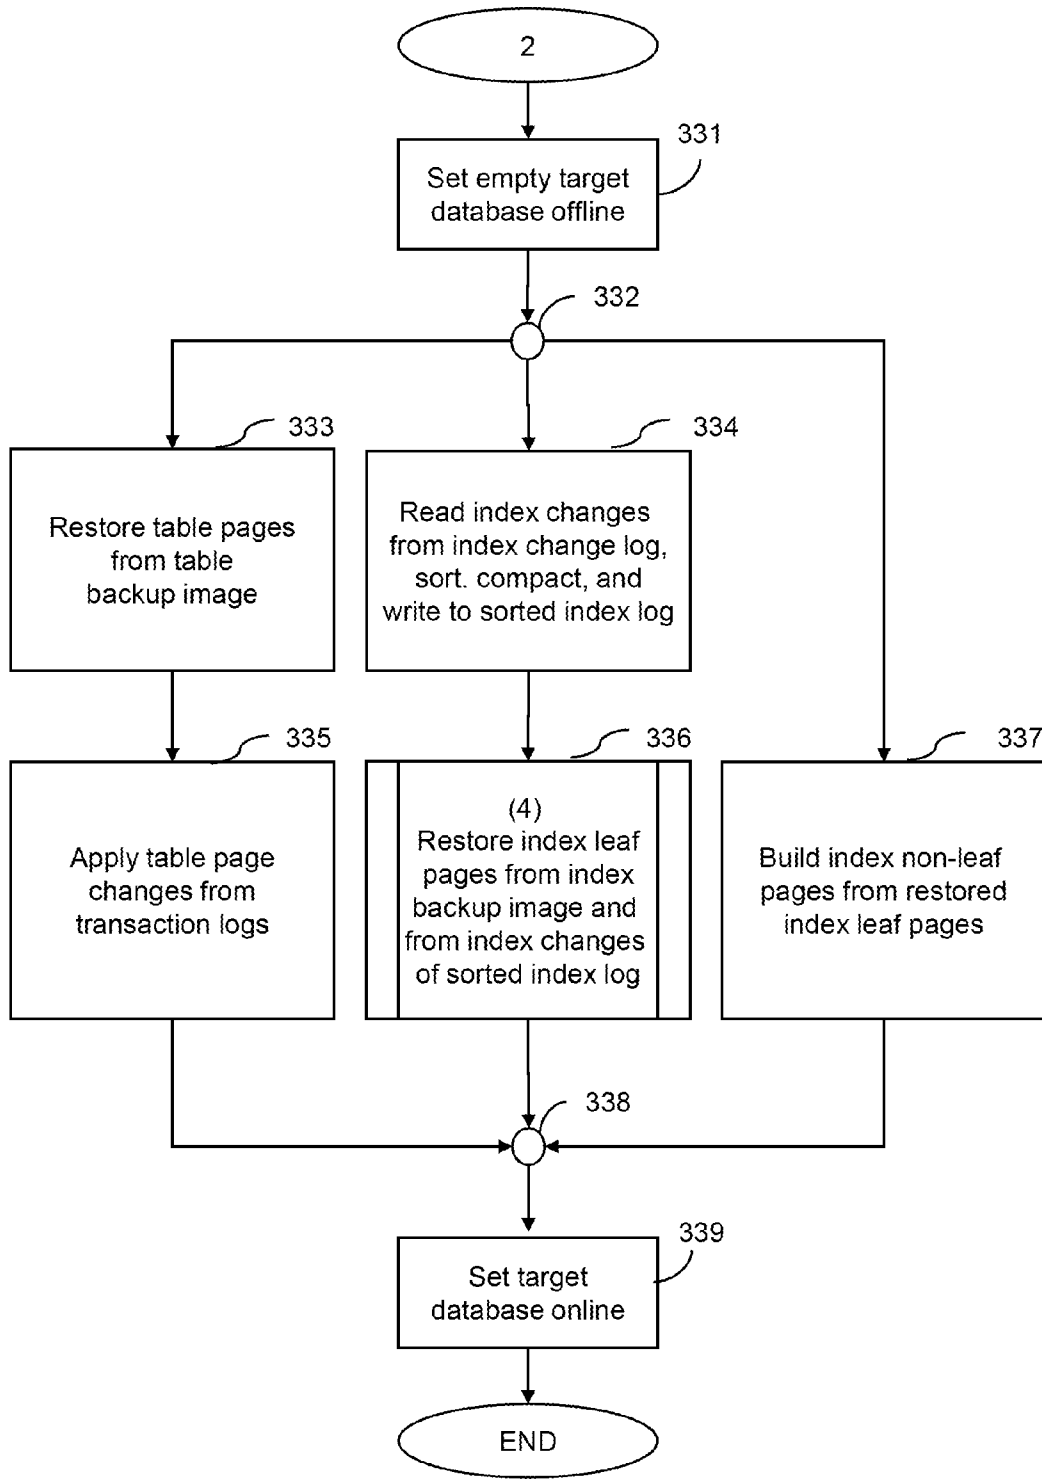 2
331
Set empty target
database offline
332
333
Restore table pages
from table
backup image
334
Read index changes
from index change log,
sort. compact, and
write to sorted index log
335
Apply table page
changes from
transaction logs
336
(4)
Restore index leaf
pages from index
backup image and
from index changes
of sorted index log
337
Build index non-leaf
pages from restored
index leaf pages
338
339
Set target
database online
END